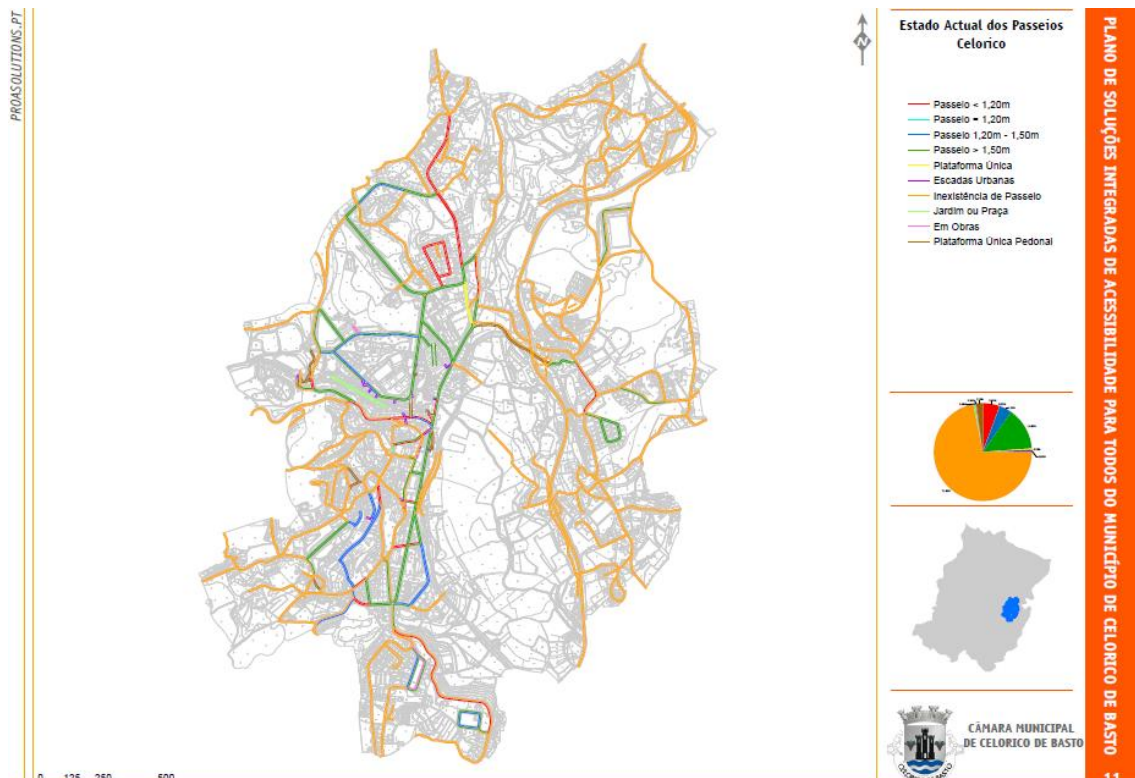 PROASOLUTIONS.PT
N
Estado Actual dos Passeios
Celorico
Passeio < 1,20m
Passeio = 1,20m
Passeio 1,20m - 1,50m
Passeio > 1,50m
Plataforma Única
Escadas Urbanas
Inexistência de Passeio
Jardim ou Praça
Em Obras
Plataforma Única Pedonal
CÂMARA MUNICIPAL
DE CELORICO DE BASTO
CELORICO DE BASTO
PLANO DE SOLUÇÕES INTEGRADAS DE ACESSIBILIDADE PARA TODOS DO MUNICÍPIO DE CELORICO DE BASTO
11
0 125 250 500